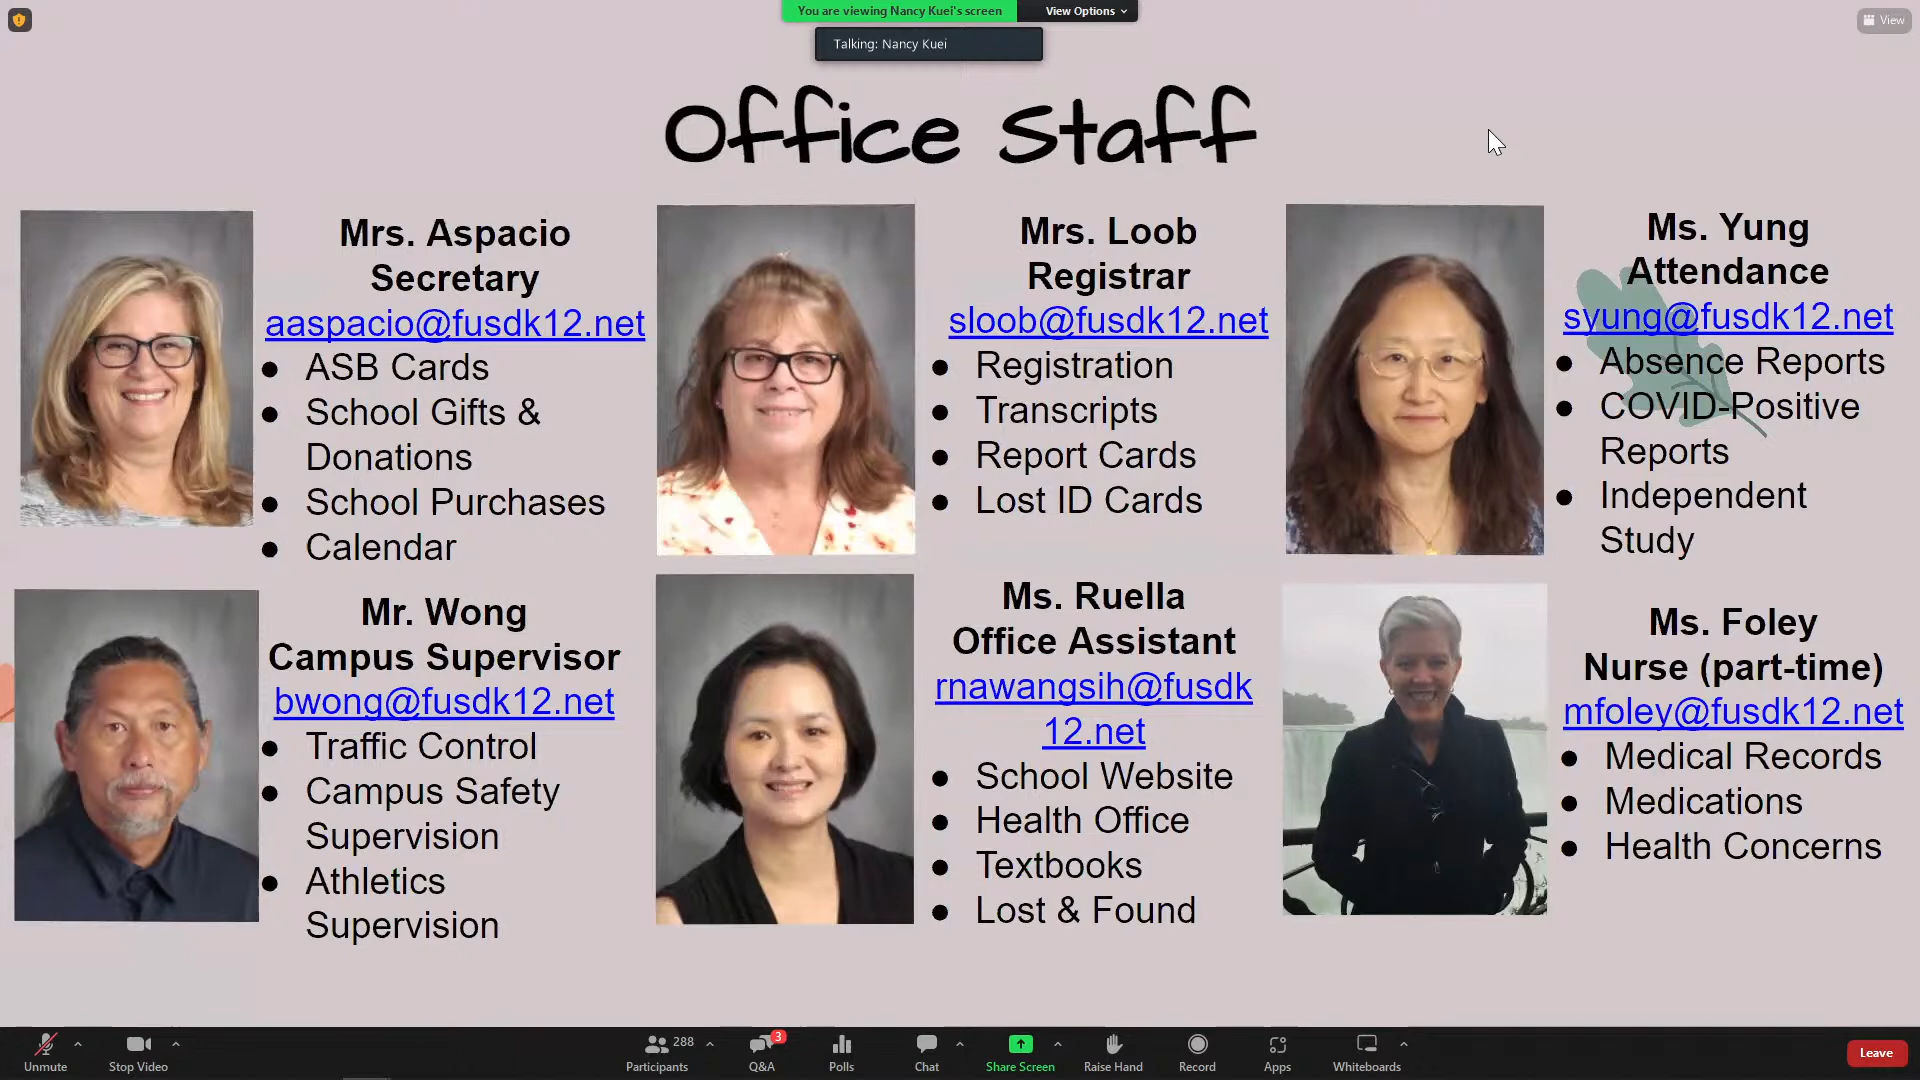 You are viewing Nancy Kuei's screen
View Options
View
Talking: Nancy Kuei
Office Staff
Mrs. Aspacio
Secretary
aaspacio@fusdk12.net
ASB Cards
School Gifts &
Donations
School Purchases
Calendar
Mrs. Loob
Registrar
sloob@fusdk12.net
Registration
Transcripts
Report Cards
Lost ID Cards
Ms. Yung
Attendance
syung@fusdk12.net
Absence Reports
COVID-Positive
Reports
Independent
Study
Mr. Wong
Campus Supervisor
bwong@fusdk12.net
Traffic Control
Campus Safety
Supervision
Athletics
Supervision
Ms. Ruella
Office Assistant
rnawangsih@fusdk
12.net
School Website
Health Office
Textbooks
Lost & Found
Ms. Foley
Nurse (part-time)
mfoley@fusdk12.net
Medical Records
Medications
Health Concerns
Unmute
Stop Video
288
Participants
3
Q&A
Polls
Chat
Share Screen
Raise Hand
Record
Apps
Whiteboards
Leave